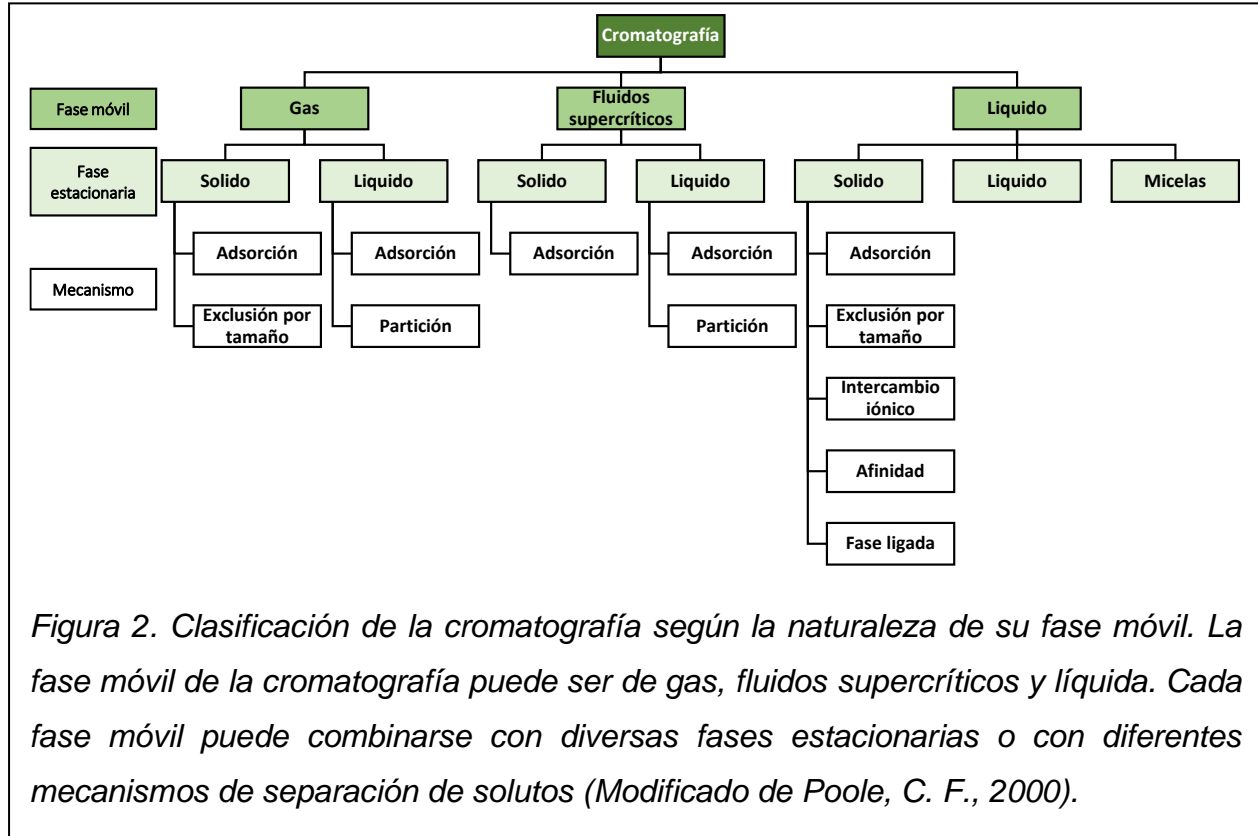 Cromatografía
Fase móvil
Gas
Fluidos
supercríticos
Liquido
Fase
estacionaria
Solido
Liquido
Solido
Liquido
Solido
Liquido
Micelas
Mecanismo
Adsorción
Adsorción
Adsorción
Adsorción
Adsorción
Exclusión por
tamaño
Partición
Partición
Exclusión por
tamaño
Intercambio
iónico
Afinidad
Fase ligada
Figura 2. Clasificación de la cromatografía según la naturaleza de su fase móvil. La
fase móvil de la cromatografía puede ser de gas, fluidos supercríticos y líquida. Cada
fase móvil puede combinarse con diversas fases estacionarias o con diferentes
mecanismos de separación de solutos (Modificado de Poole, C. F., 2000).